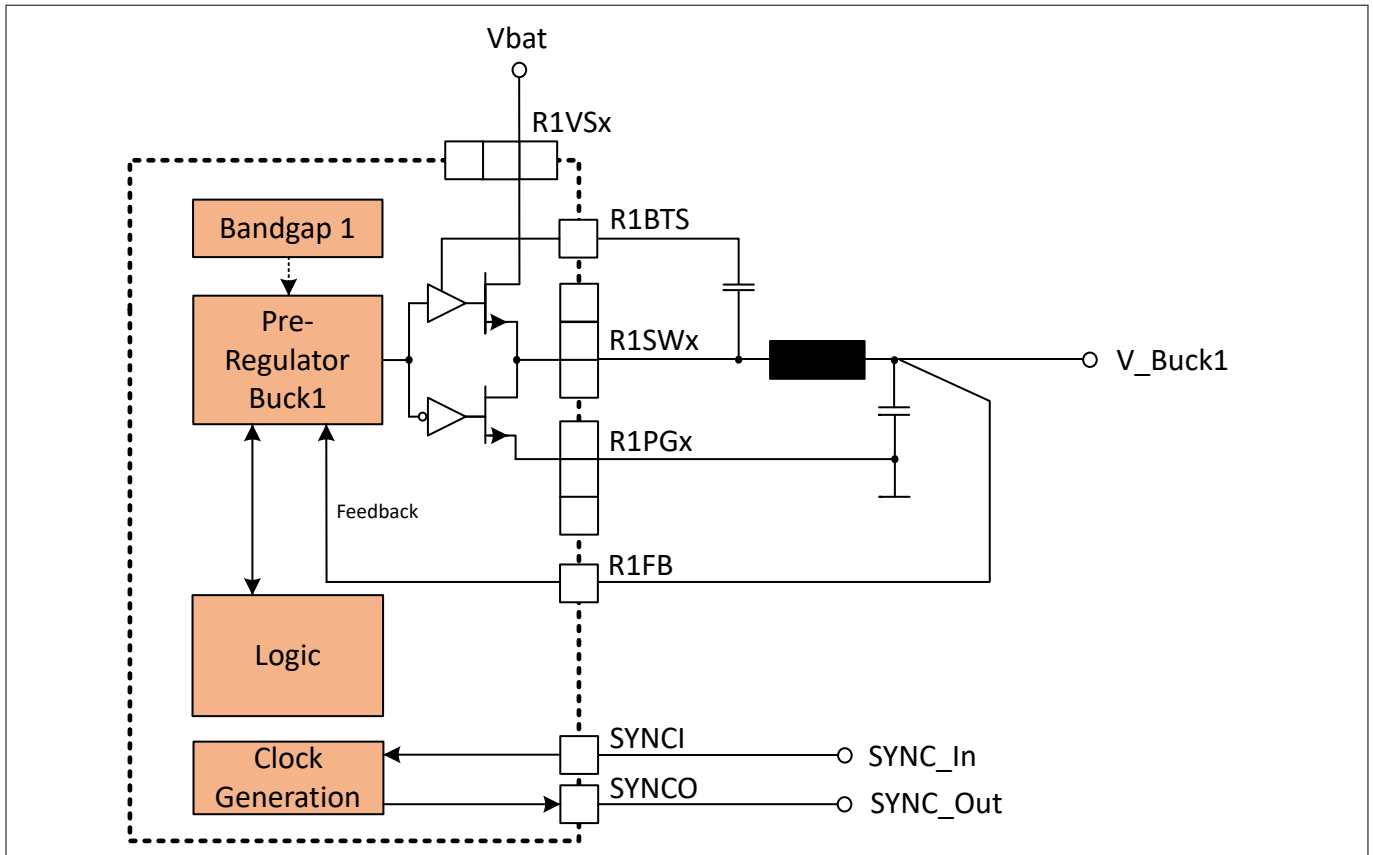 Vbat
R1VSx
Bandgap 1
R1BTS
Pre-
Regulator
Buck1
R1SWx
V_Buck1
R1PGx
Feedback
R1FB
Logic
SYNCI
Clock
Generation
SYNC_In
SYNCO
SYNC_Out